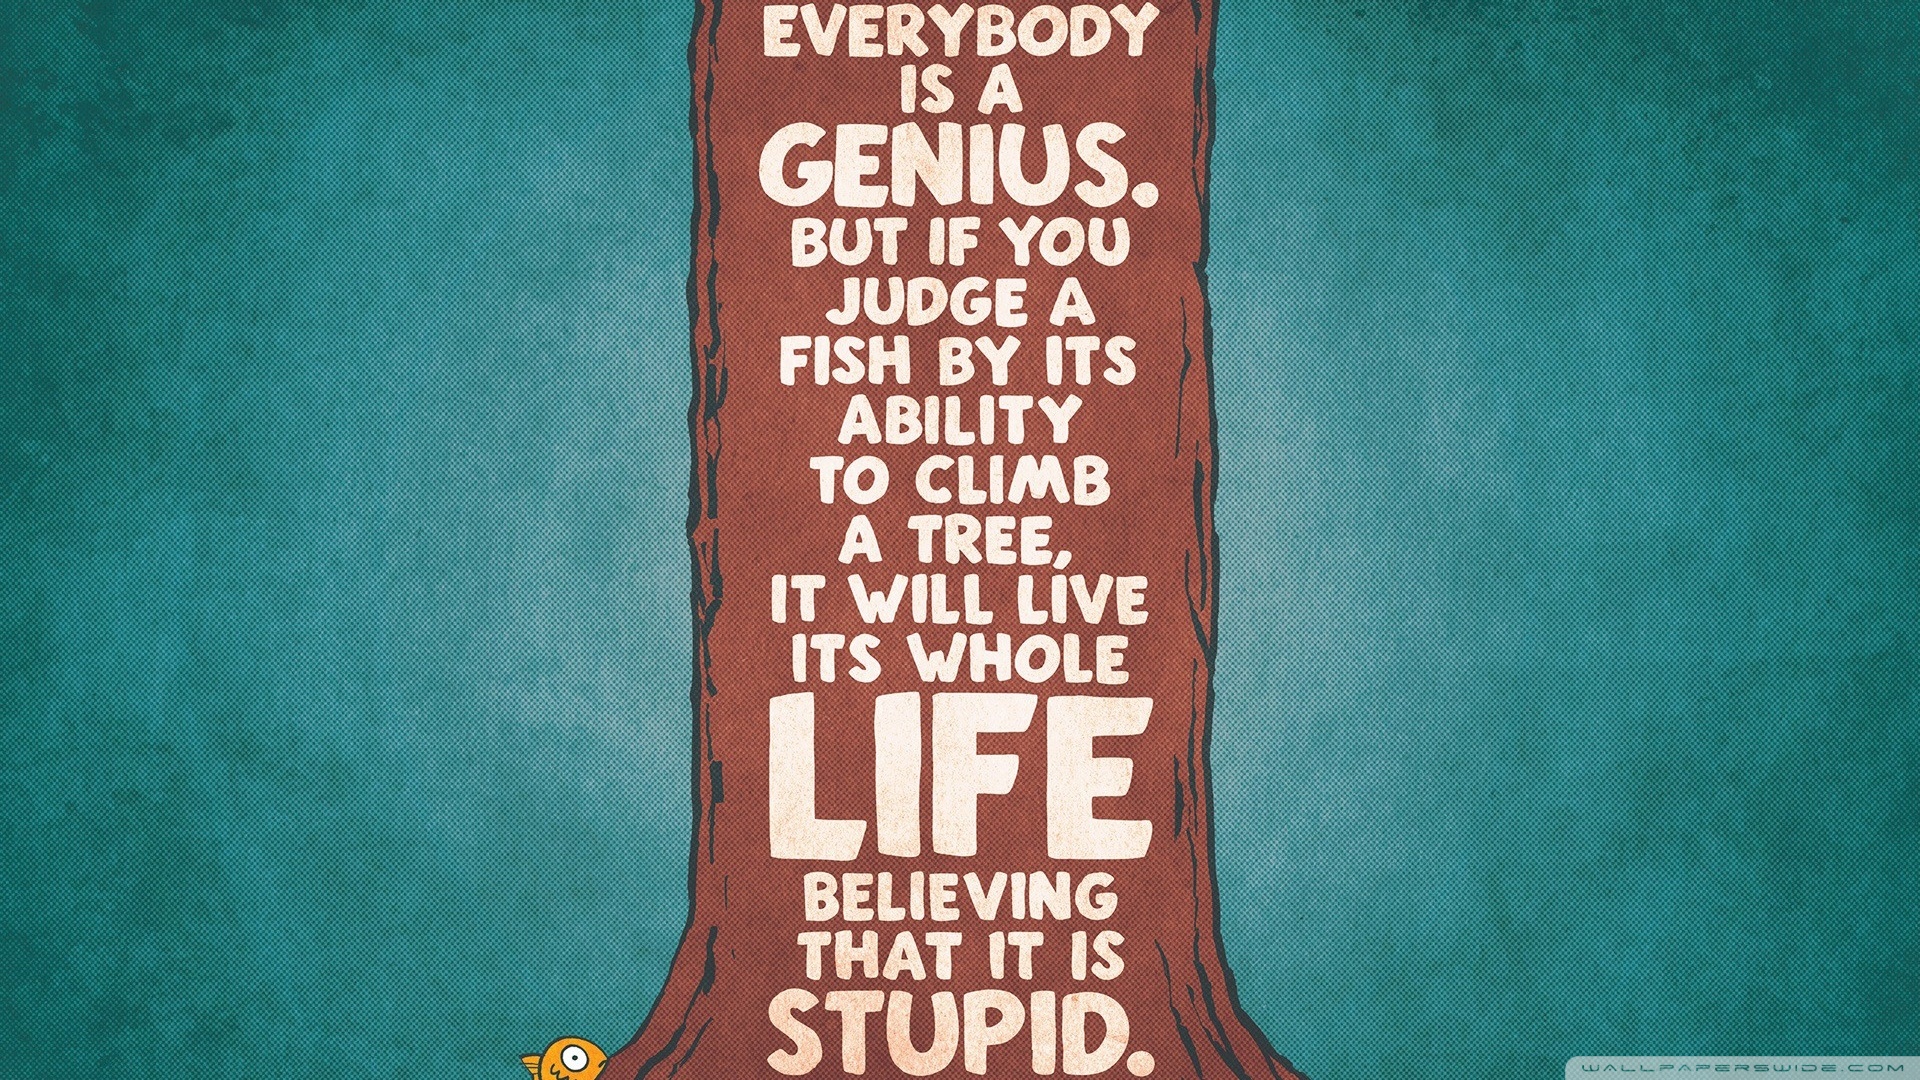 EVERYBODY
IS A
GENIUS.
BUT IF YOU
JUDGE A
FISH BY ITS
ABILITY
TO CLIMB
A TREE,
IT WILL LIVE
ITS WHOLE
LIFE
BELIEVING
THAT IT IS
STUPID.
WALLPAPERSWIDE.COM